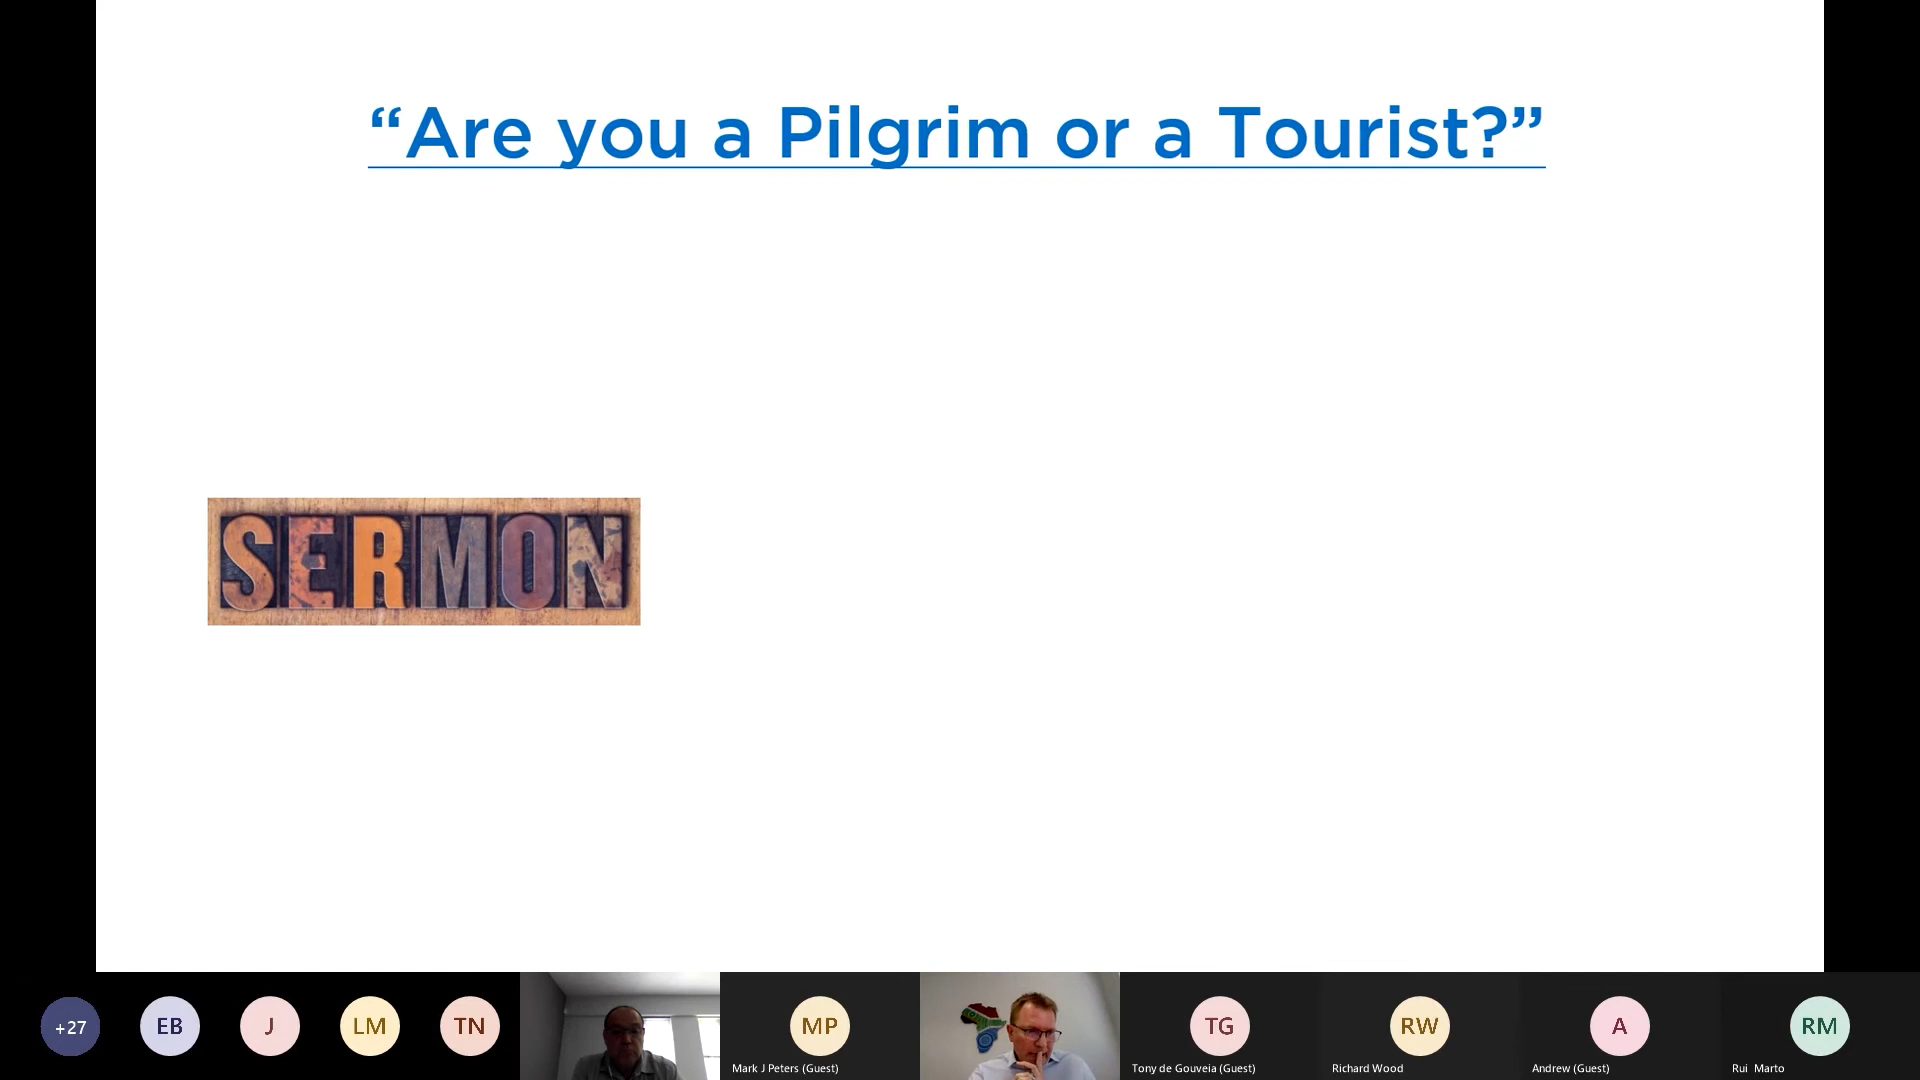 “Are you a Pilgrim or a Tourist?”
SERMON
+27
EB
J
LM
TN
MP
Mark J Peters (Guest)
TG
Tony de Gouveia (Guest)
RW
Richard Wood
A
Andrew (Guest)
RM
Rui Marto